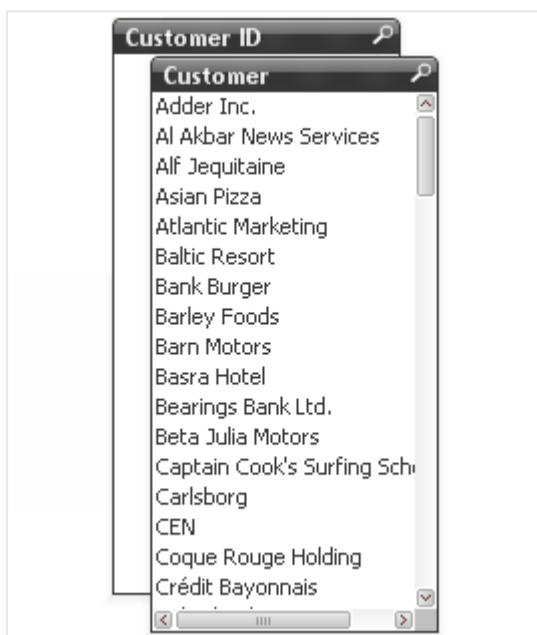 Customer ID
Customer
Adder Inc.
Al Akbar News Services
Alf Jequitaine
Asian Pizza
Atlantic Marketing
Baltic Resort
Bank Burger
Barley Foods
Barn Motors
Basra Hotel
Bearings Bank Ltd.
Beta Julia Motors
Captain Cook's Surfing
Carlsborg
CEN
Coque Rouge Holding
Crédit Bayonnais